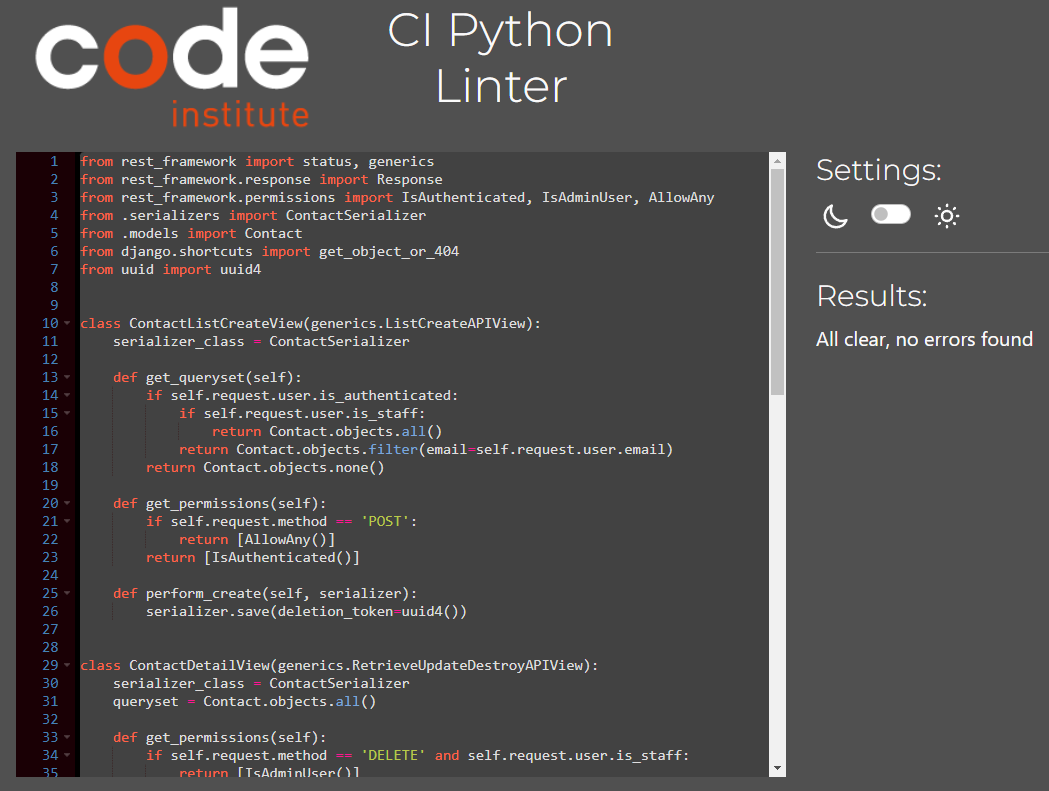 code
institute
CI Python
Linter
1 from rest_framework import status, generics
2 from rest_framework.response import Response
3 from rest_framework.permissions import IsAuthenticated, IsAdminUser, AllowAny
4 from .serializers import ContactSerializer
5 from .models import Contact
6 from django.shortcuts import get_object_or_404
7 from uuid import uuid4
8
9
10 class ContactListCreateView(generics.ListCreateAPIView):
11     serializer_class = ContactSerializer
12
13     def get_queryset(self):
14         if self.request.user.is_authenticated:
15             if self.request.user.is_staff:
16                 return Contact.objects.all()
17             return Contact.objects.filter(email=self.request.user.email)
18         return Contact.objects.none()
19
20     def get_permissions(self):
21         if self.request.method == 'POST':
22             return [AllowAny()]
23         return [IsAuthenticated()]
24
25     def perform_create(self, serializer):
26         serializer.save(deletion_token=uuid4())
27
28
29 class ContactDetailView(generics.RetrieveUpdateDestroyAPIView):
30     serializer_class = ContactSerializer
31     queryset = Contact.objects.all()
32
33     def get_permissions(self):
34         if self.request.method == 'DELETE' and self.request.user.is_staff:
35             return [IsAdminUser()]
Settings:
Results:
All clear, no errors found